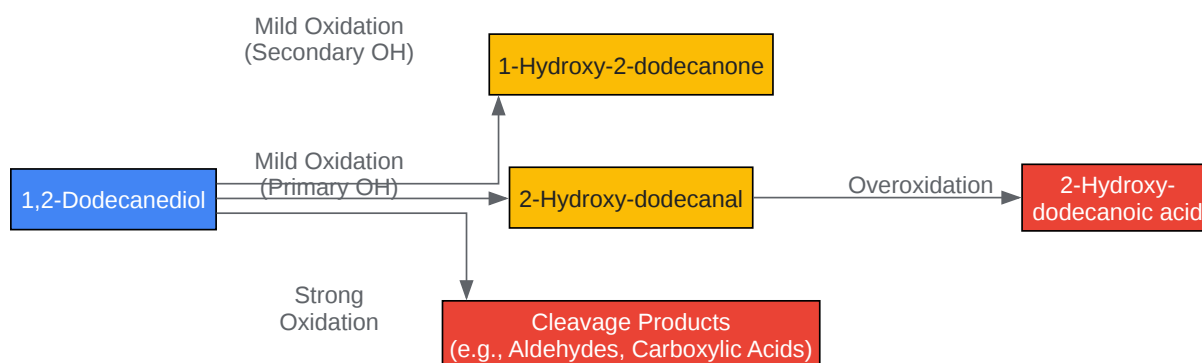 Mild Oxidation
(Secondary OH)
1-Hydroxy-2-dodecanone
Mild Oxidation
(Primary OH)
1,2-Dodecanediol
2-Hydroxy-dodecanal
Overoxidation
2-Hydroxy-
dodecanoic acid
Strong
Oxidation
Cleavage Products
(e.g., Aldehydes, Carboxylic Acids)